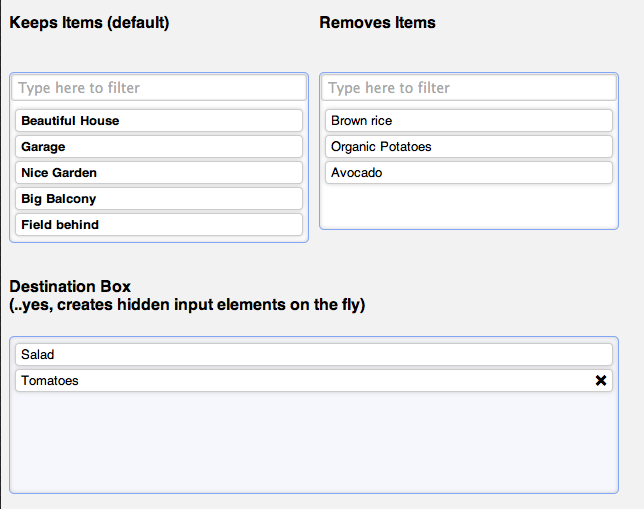 Keeps Items (default)
Removes Items
Type here to filter
Beautiful House
Garage
Nice Garden
Big Balcony
Field behind
Type here to filter
Brown rice
Organic Potatoes
Avocado
Destination Box
(..yes, creates hidden input elements on the fly)
Salad
Tomatoes